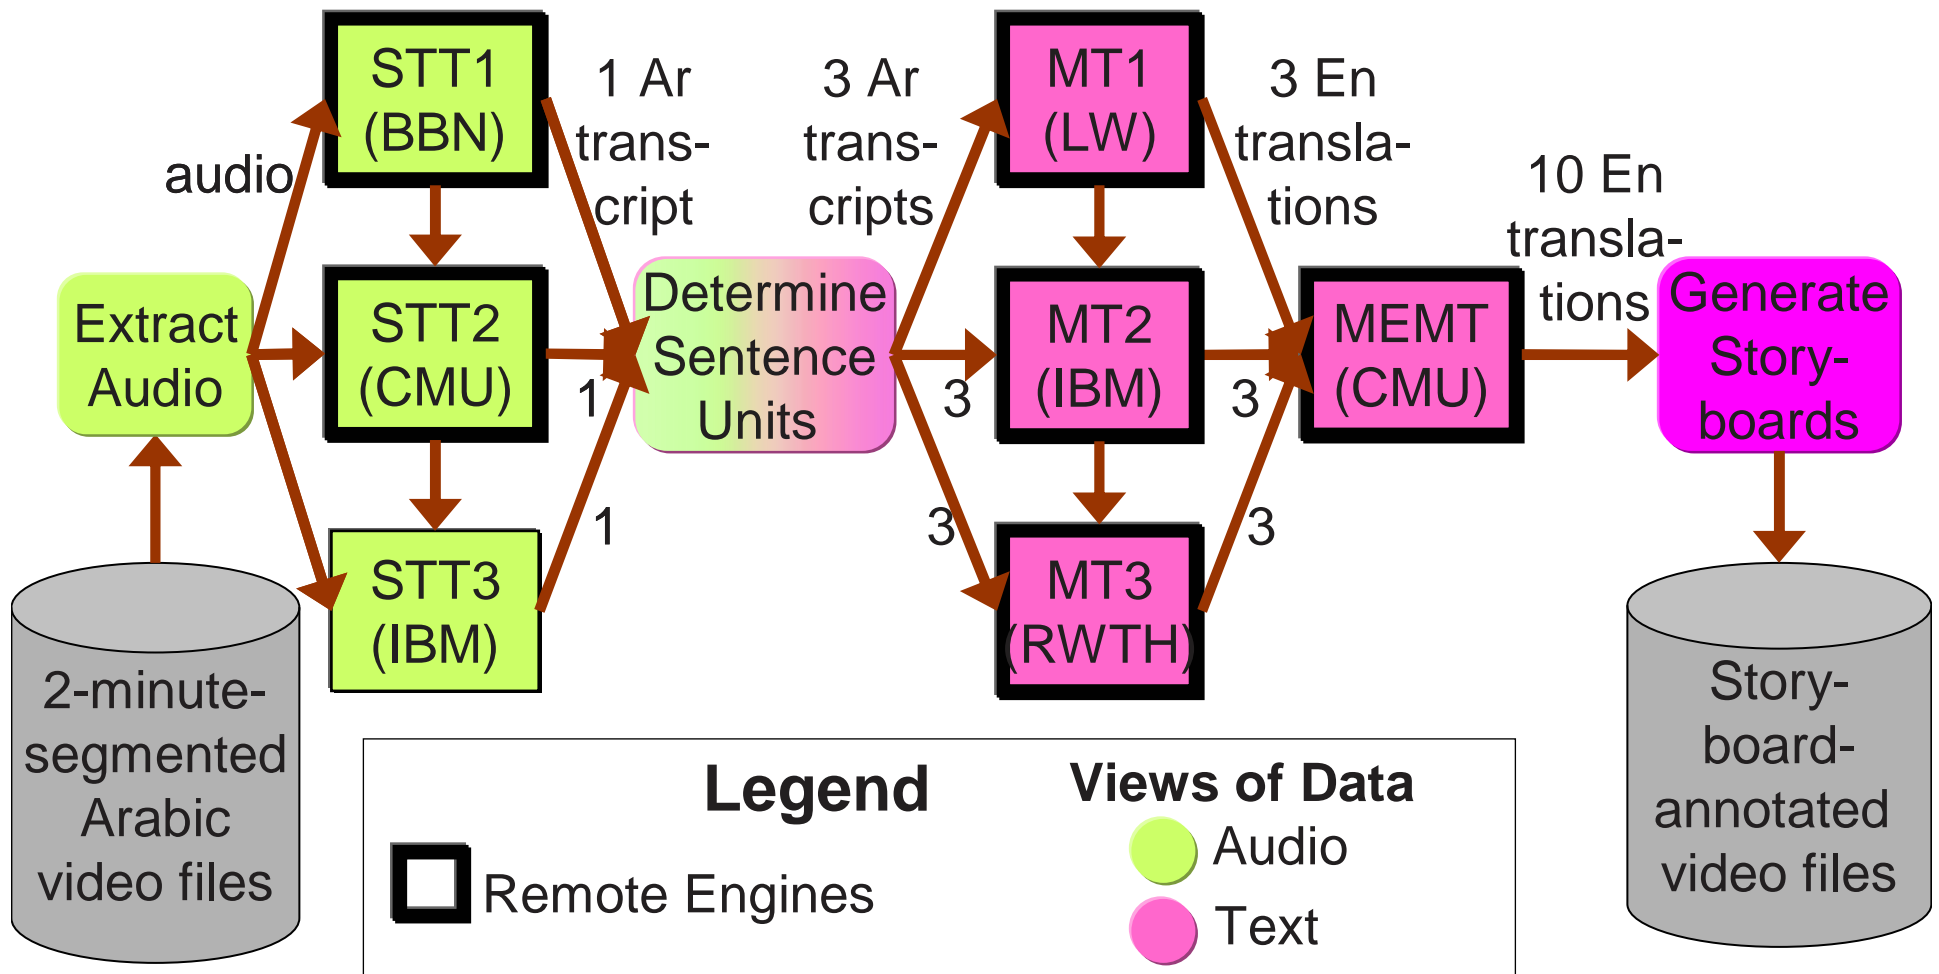 STT1
(BBN)
1 Ar
trans-
cript
3 Ar
trans-
cripts
MT1
(LW)
3 En
transla-
tions
audio
10 En
transla-
tions
Extract
Audio
STT2
(CMU)
1
Determine
Sentence
Units
3
MT2
(IBM)
3
MEMT
(CMU)
Generate
Story-
boards
STT3
(IBM)
1
3
MT3
(RWTH)
3
2-minute-
segmented
Arabic
video files
Story-
board-
annotated
video files
Legend
Remote Engines
Views of Data
Audio
Text